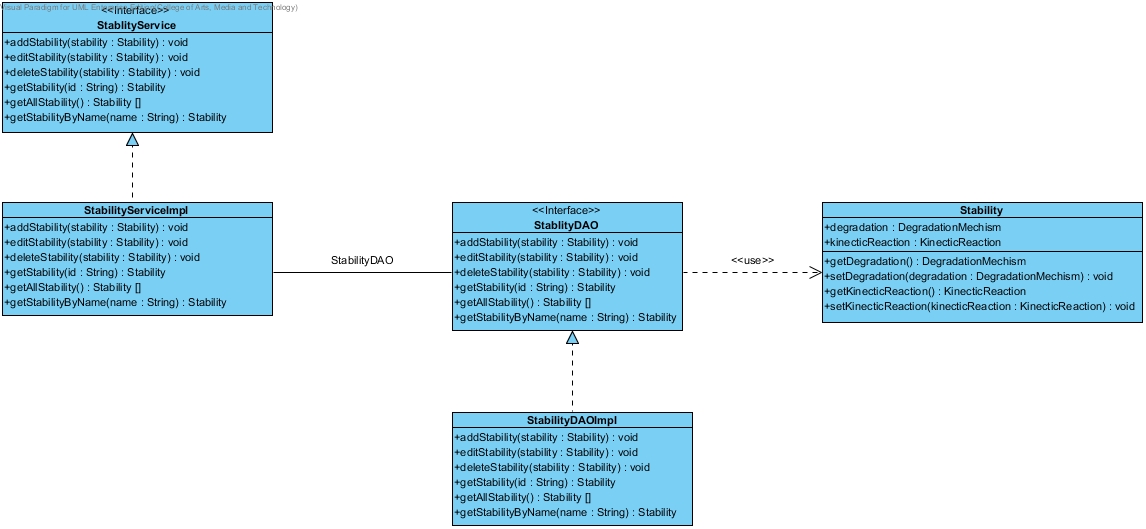 Visual Paradigm for UML Enterprise Edition(College of Arts, Media and Technology)
<<Interface>>
StablityService
+addStability(stability : Stability) : void
+editStability(stability : Stability) : void
+deleteStability(stability : Stability) : void
+getStability(id : String) : Stability
+getAllStability() : Stability []
+getStabilityByName(name : String) : Stability
StabilityServiceImpl
+addStability(stability : Stability) : void
+editStability(stability : Stability) : void
+deleteStability(stability : Stability) : void
+getStability(id : String) : Stability
+getAllStability() : Stability []
+getStabilityByName(name : String) : Stability
StabilityDAO
<<Interface>>
StablityDAO
+addStability(stability : Stability) : void
+editStability(stability : Stability) : void
+deleteStability(stability : Stability) : void
+getStability(id : String) : Stability
+getAllStability() : Stability []
+getStabilityByName(name : String) : Stability
<<use>>
Stability
+degradation : DegradationMechism
+kinecticReaction : KinecticReaction
+getDegradation() : DegradationMechism
+setDegradation(degradation : DegradationMechism) : void
+getKinecticReaction() : KinecticReaction
+setKinecticReaction(kinecticReaction : KinecticReaction) : void
StabilityDAOImpl
+addStability(stability : Stability) : void
+editStability(stability : Stability) : void
+deleteStability(stability : Stability) : void
+getStability(id : String) : Stability
+getAllStability() : Stability []
+getStabilityByName(name : String) : Stability